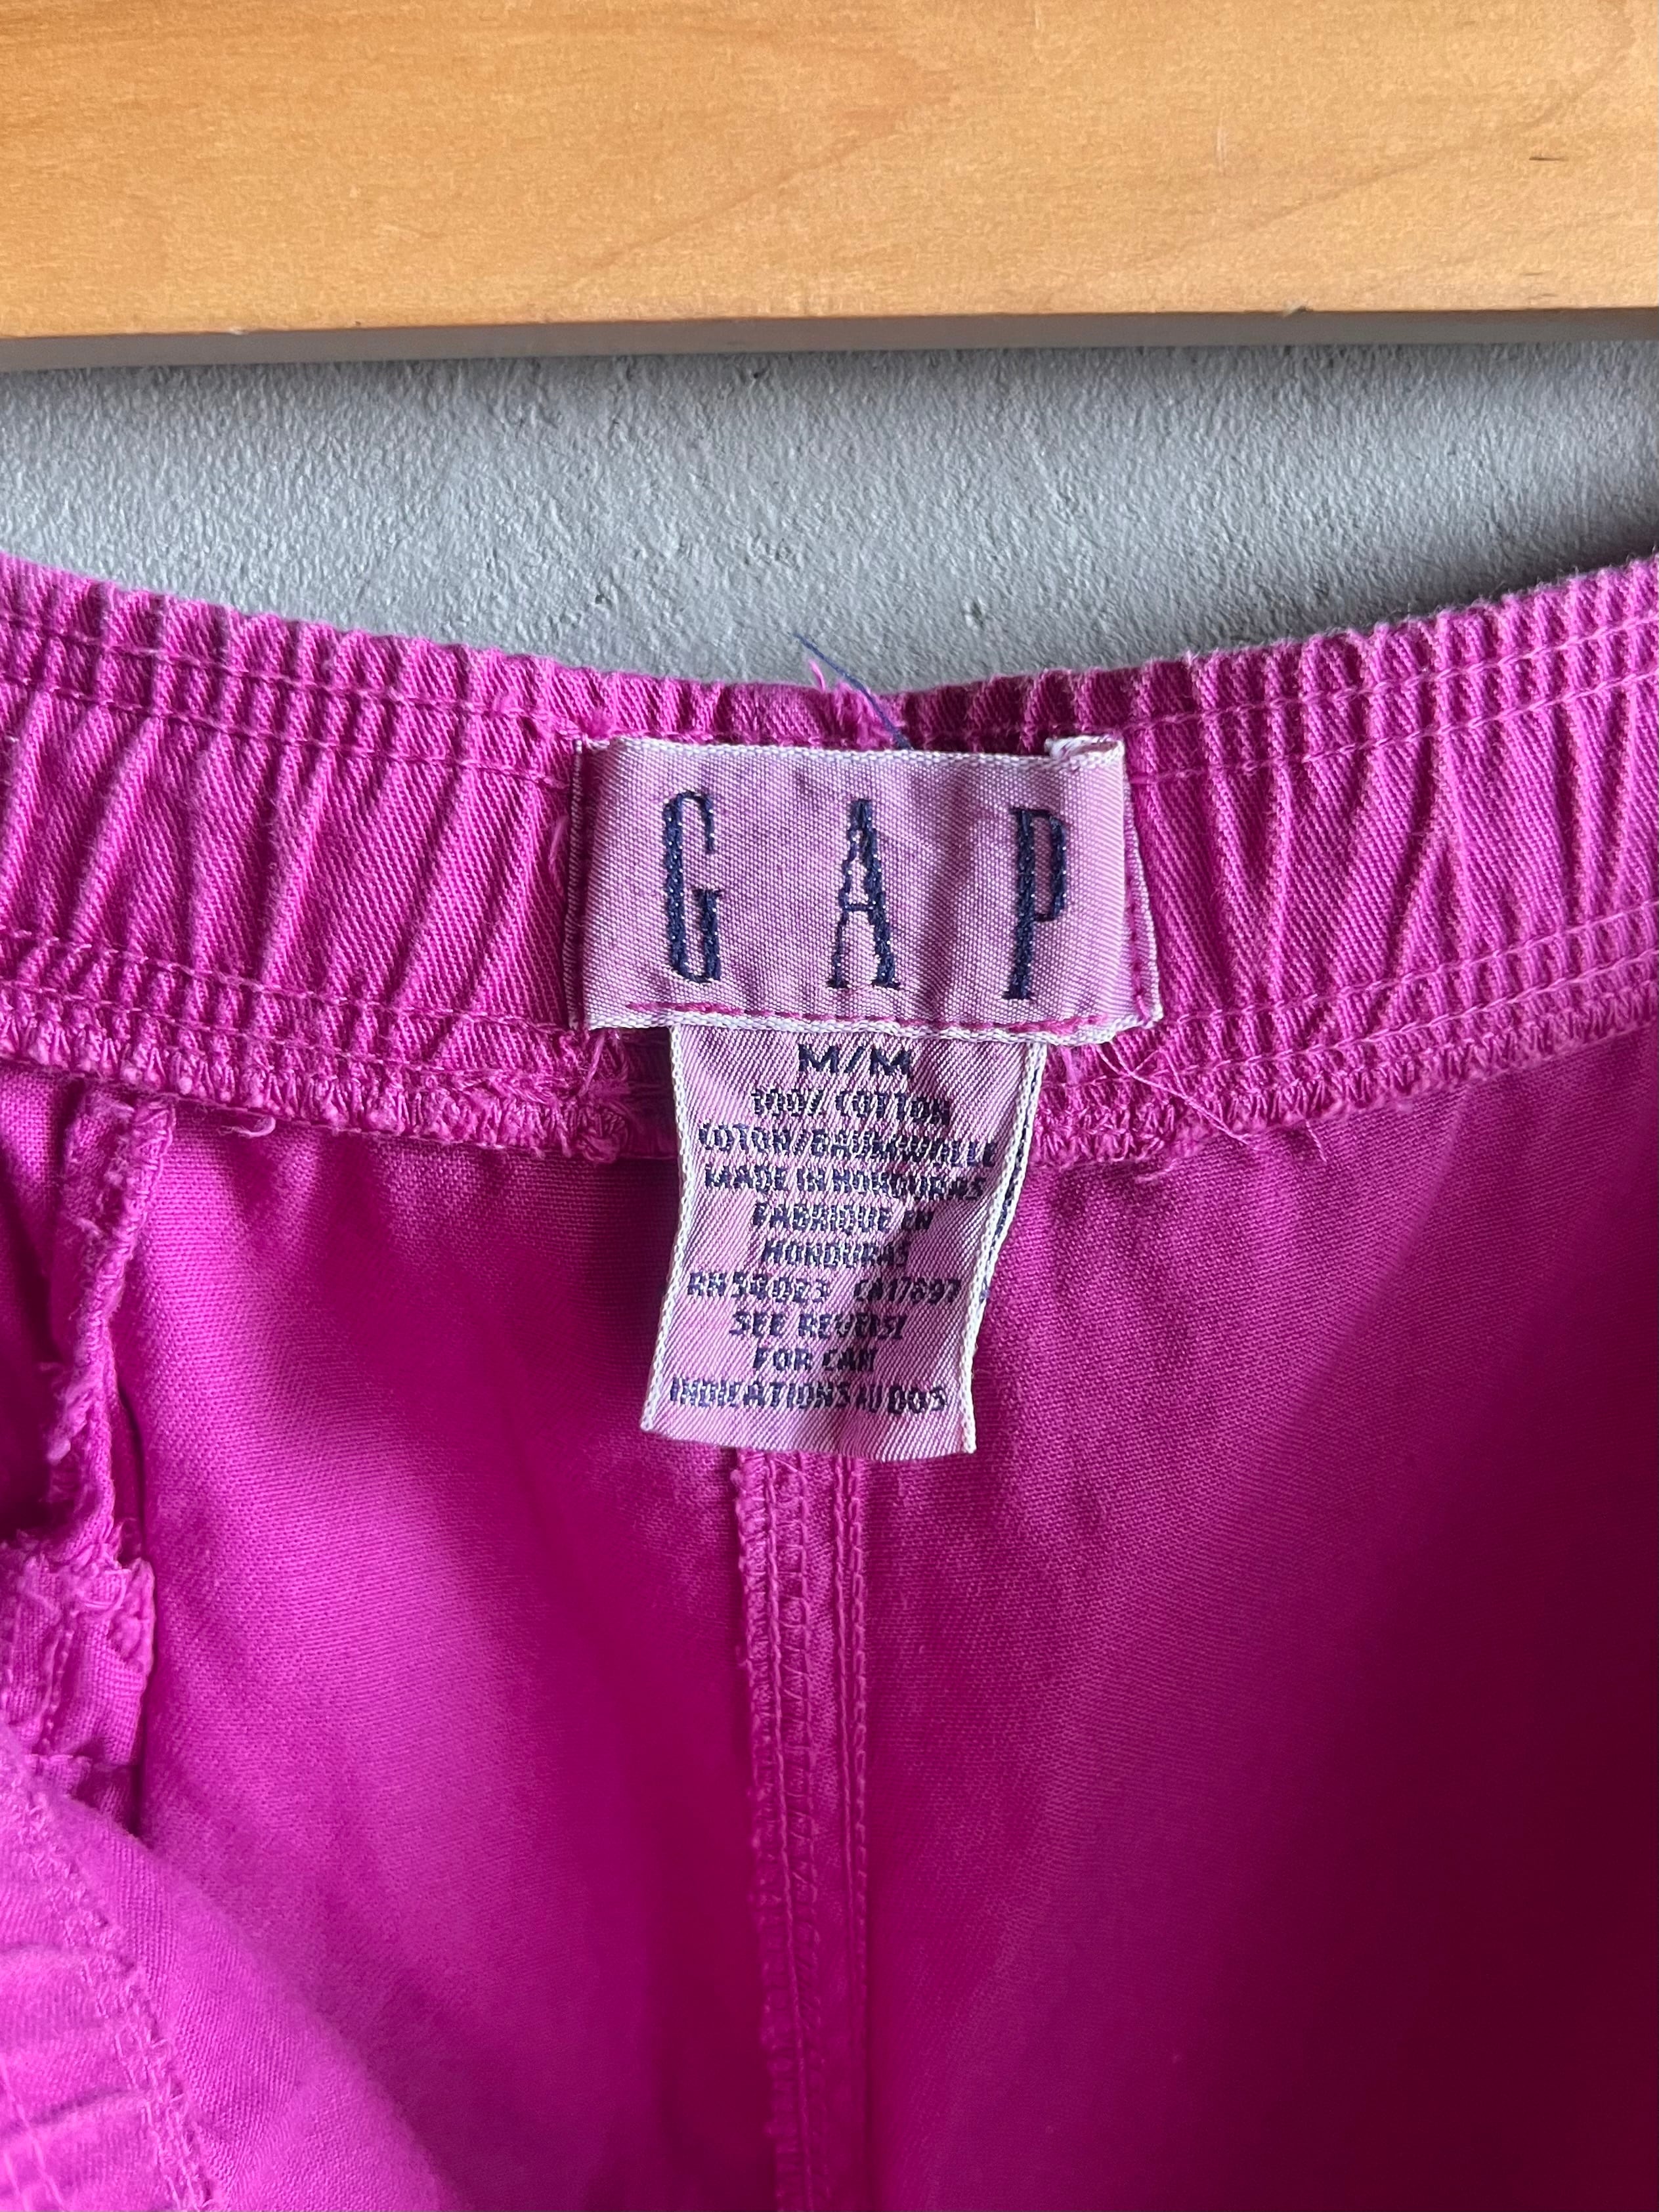 GAP
M/M
100% COTTON
COTON/BAUMWOLLE
MADE IN HONDURAS
FABRIQUE EN
HONDURAS
RN54023 CA17897
SEE REVERSE
FOR CAR
INDICATIONS AU DOS